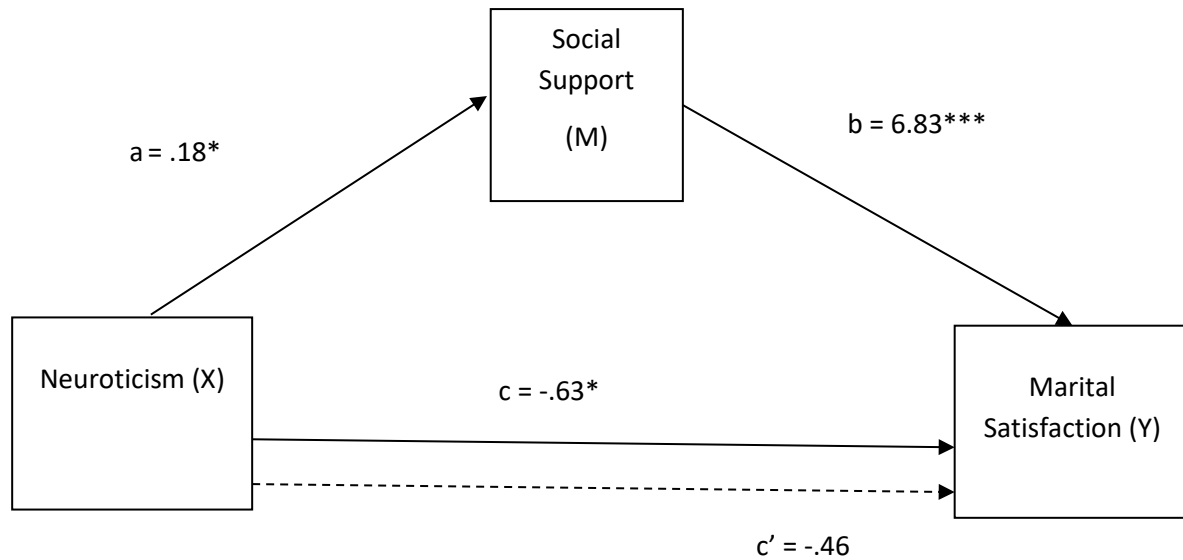 Social
Support
(M)
a = .18*
b = 6.83***
Neuroticism (X)
c = -.63*
Marital
Satisfaction (Y)
c’ = -.46